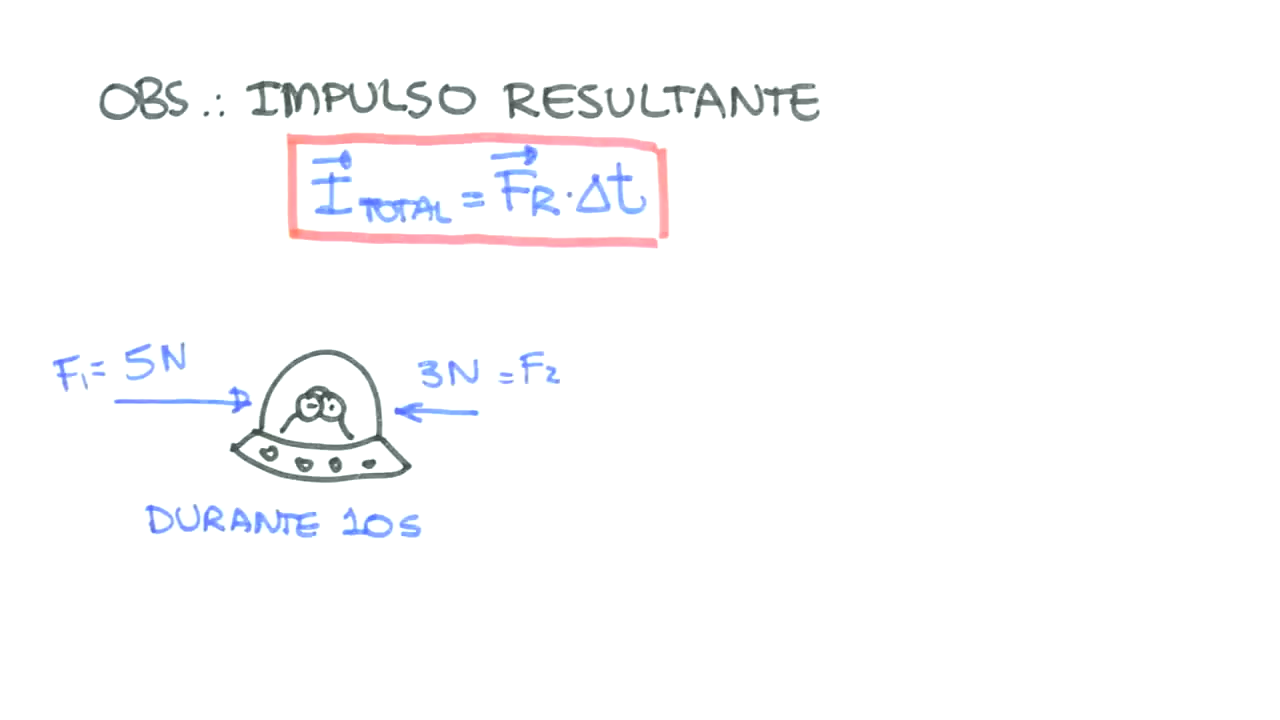 OBS.: IMPULSO RESULTANTE
I TOTAL = FR · Δt
F1 = 5N
3N = F2
DURANTE 10s